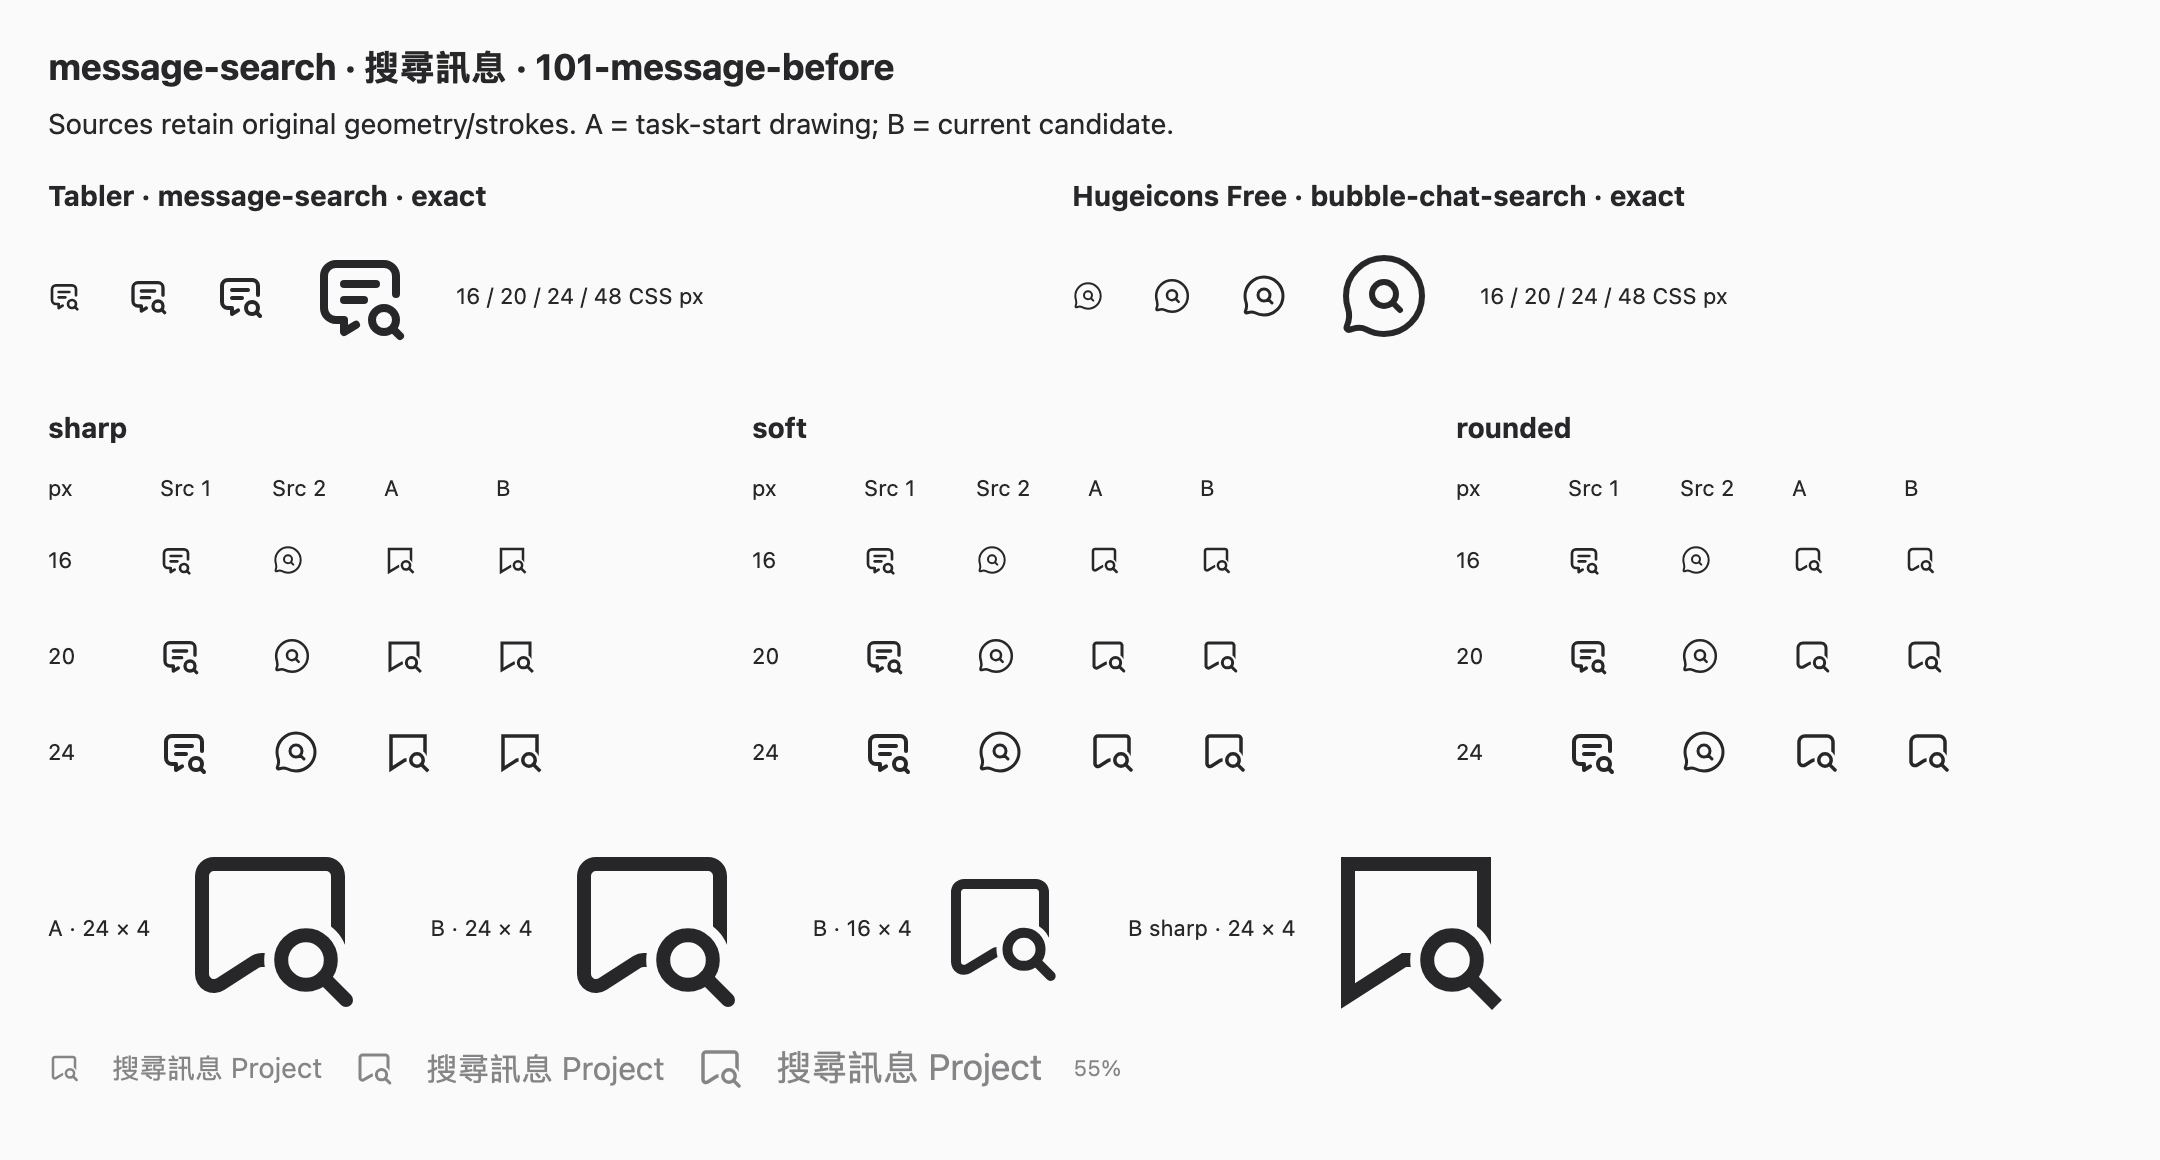 message-search · 搜尋訊息 · 101-message-before
Sources retain original geometry/strokes. A = task-start drawing; B = current candidate.
Tabler · message-search · exact
16 / 20 / 24 / 48 CSS px
Hugeicons Free · bubble-chat-search · exact
16 / 20 / 24 / 48 CSS px
sharp
px Src 1 Src 2 A B
16
20
24
soft
px Src 1 Src 2 A B
16
20
24
rounded
px Src 1 Src 2 A B
16
20
24
A · 24 × 4
B · 24 × 4
B · 16 × 4
B sharp · 24 × 4
搜尋訊息 Project 搜尋訊息 Project 搜尋訊息 Project 55%